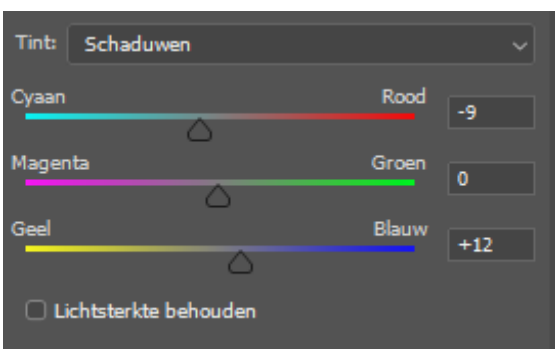 Tint: Schaduwen
Cyaan Rood -9
Magenta Groen 0
Geel Blauw +12
Lichtsterkte behouden